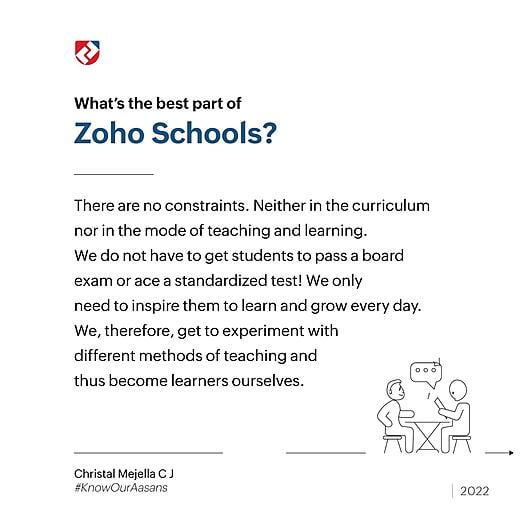 What's the best part of
Zoho Schools?
There are no constraints. Neither in the curriculum
nor in the mode of teaching and learning.
We do not have to get students to pass a board
exam or ace a standardized test! We only
need to inspire them to learn and grow every day.
We, therefore, get to experiment with
different methods of teaching and
thus become learners ourselves.
Christal Mejella C J
#KnowOurAasans
2022